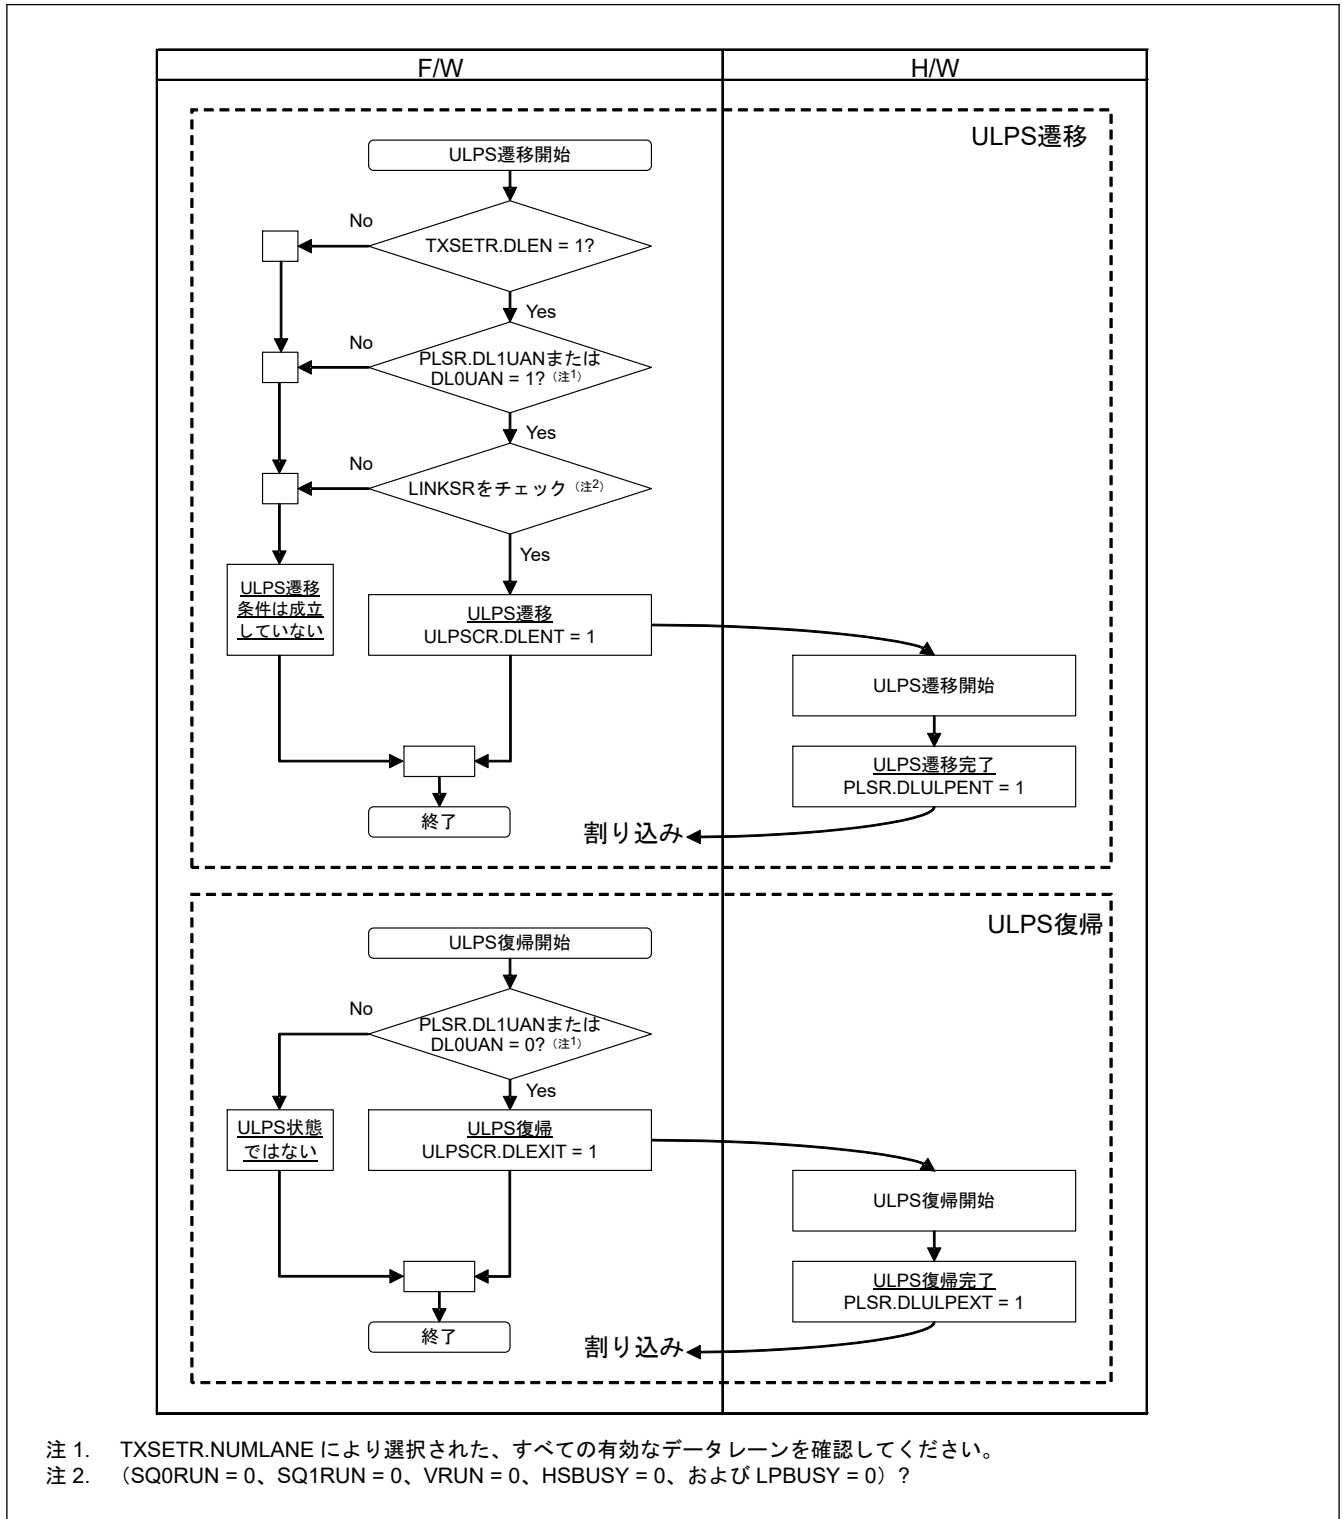 F/W
H/W
ULPS遷移
ULPS遷移開始
TXSETR.DLEN = 1?
No
Yes
PLSR.DL1UANまたは
DL0UAN = 1?（注1）
No
Yes
LINKSRをチェック（注2）
No
Yes
ULPS遷移
条件は成立
していない
ULPS遷移
ULPSCR.DLENT = 1
ULPS遷移開始
ULPS遷移完了
PLSR.DLULPENT = 1
終了
割り込み
ULPS復帰
ULPS復帰開始
No
PLSR.DL1UANまたは
DL0UAN = 0?（注1）
Yes
ULPS状態
ではない
ULPS復帰
ULPSCR.DLEXIT = 1
ULPS復帰開始
ULPS復帰完了
PLSR.DLULPEXT = 1
終了
割り込み
注 1. TXSETR.NUMLANE により選択された、すべての有効なデータレーンを確認してください。
注 2. （SQ0RUN = 0、SQ1RUN = 0、VRUN = 0、HSBUSY = 0、および LPBUSY = 0）?